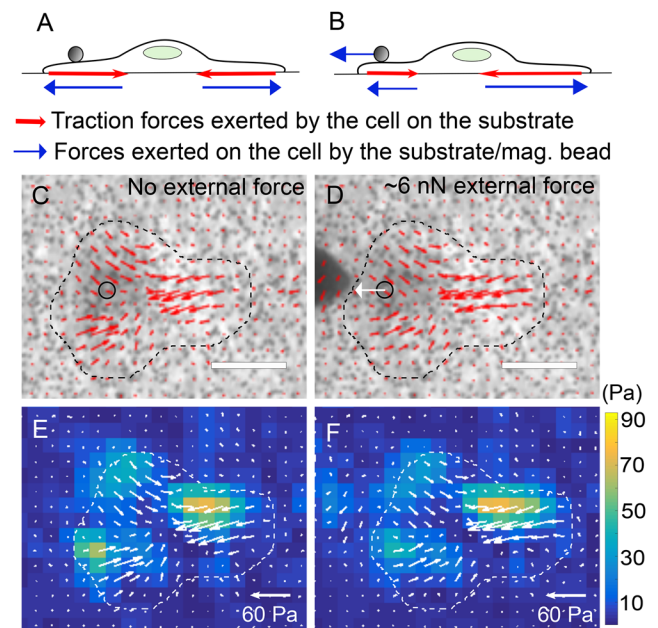 A
B
Traction forces exerted by the cell on the substrate
Forces exerted on the cell by the substrate/mag. bead
C
No external force
D
~6 nN external force
(Pa)
E
60 Pa
F
60 Pa
90
70
50
30
10